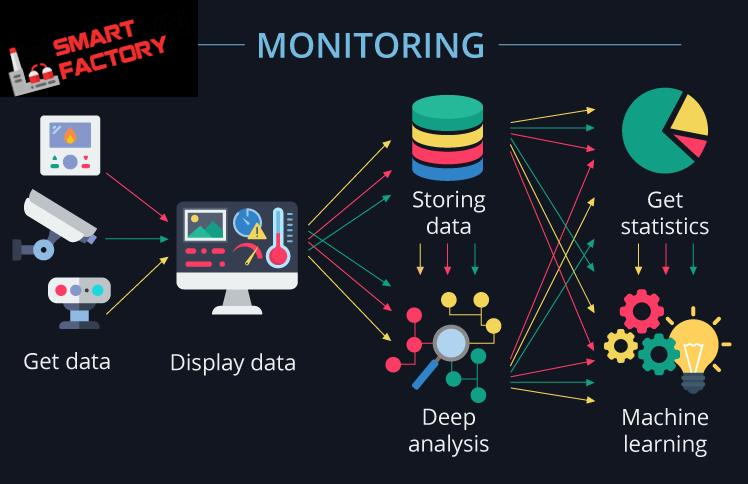 SMART
FACTORY
MONITORING
Get data
Display data
Storing
data
Get
statistics
Deep
analysis
Machine
learning